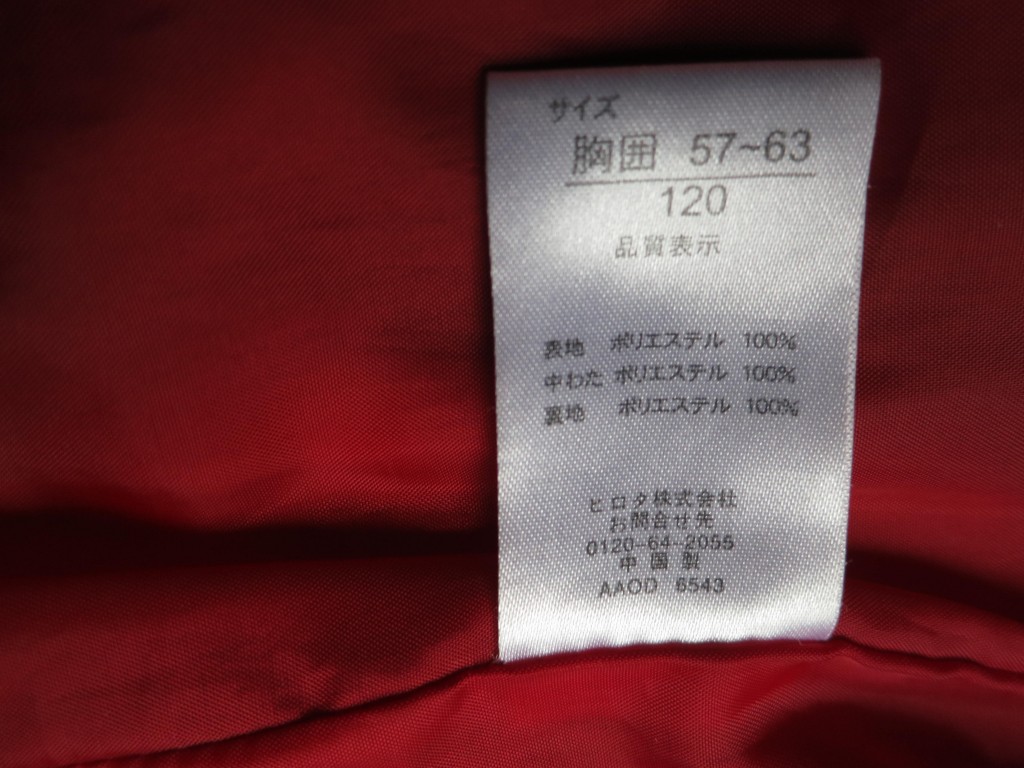 サイズ
胸囲 57~63
120
品質表示
表地 ポリエステル 100%
中わた ポリエステル 100%
裏地 ポリエステル 100%
ヒロタ株式会社
お問合せ先
0120-64-2055
中国製
AAOD 6543